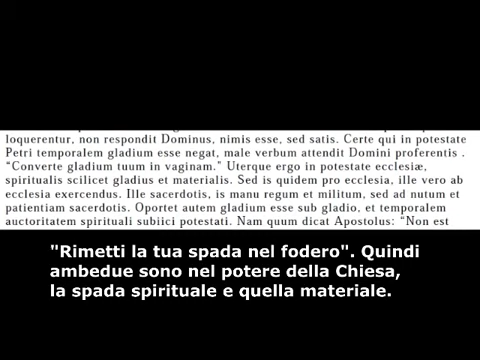 loquerentur, non respondit Dominus, nimis esse, sed satis. Certe qui in potestate
Petri temporalem gladium esse negat, male verbum attendit Domini proferentis .
“Converte gladium tuum in vaginam.” Uterque ergo in potestate ecclesiæ,
spiritualis scilicet gladius et materialis. Sed is quidem pro ecclesia, ille vero ab
ecclesia exercendus. Ille sacerdotis, is manu regum et militum, sed ad nutum et
patientiam sacerdotis. Oportet autem gladium esse sub gladio, et temporalem
auctoritatem spirituali subiici potestati. Nam quum dicat Apostolus: “Non est
"Rimetti la tua spada nel fodero". Quindi
ambedue sono nel potere della Chiesa,
la spada spirituale e quella materiale.